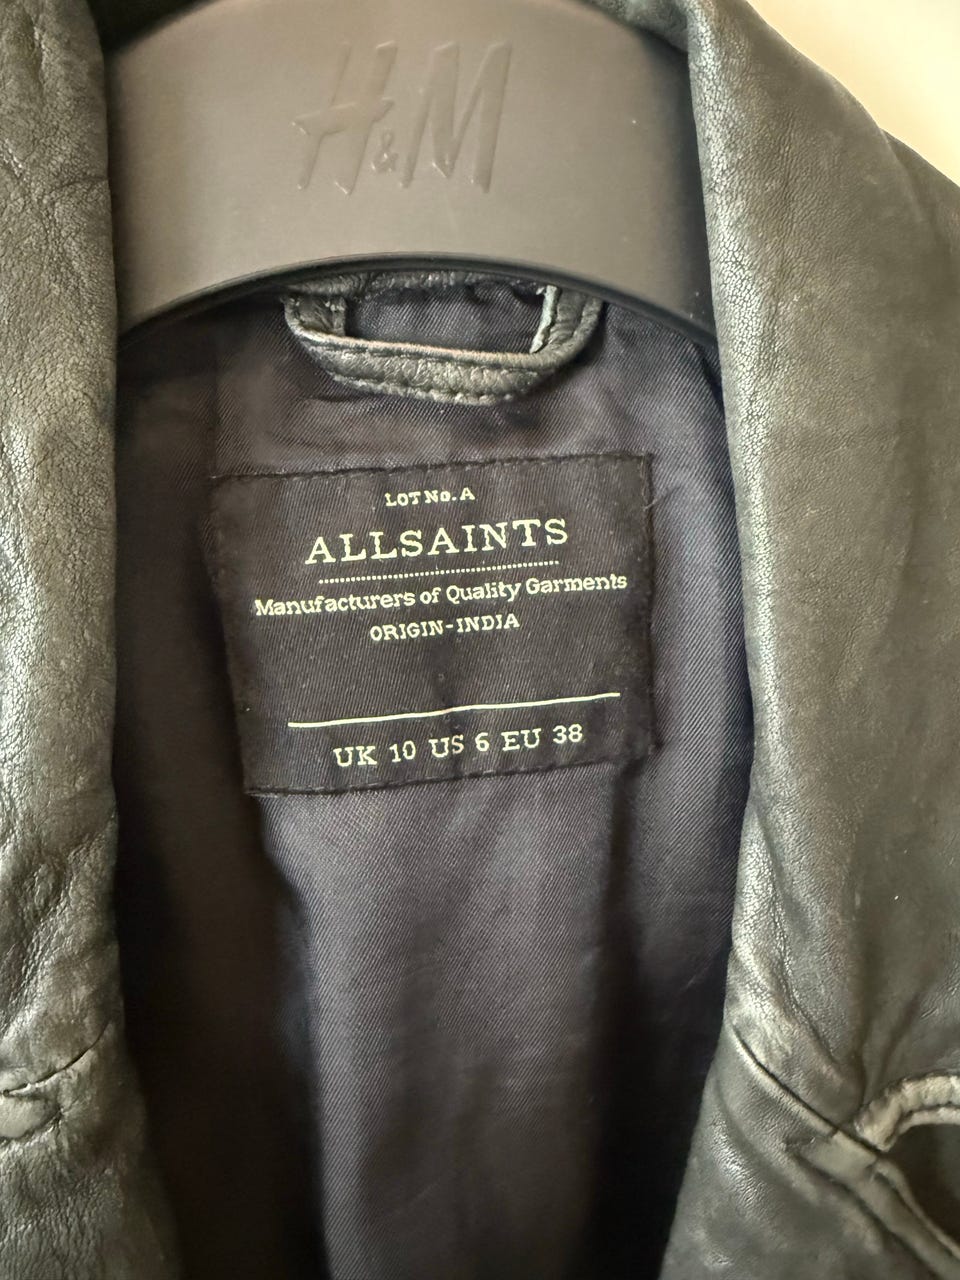 H&M
LOT No. A
ALLSAINTS
Manufacturers of Quality Garments
ORIGIN-INDIA
UK 10 US 6 EU 38